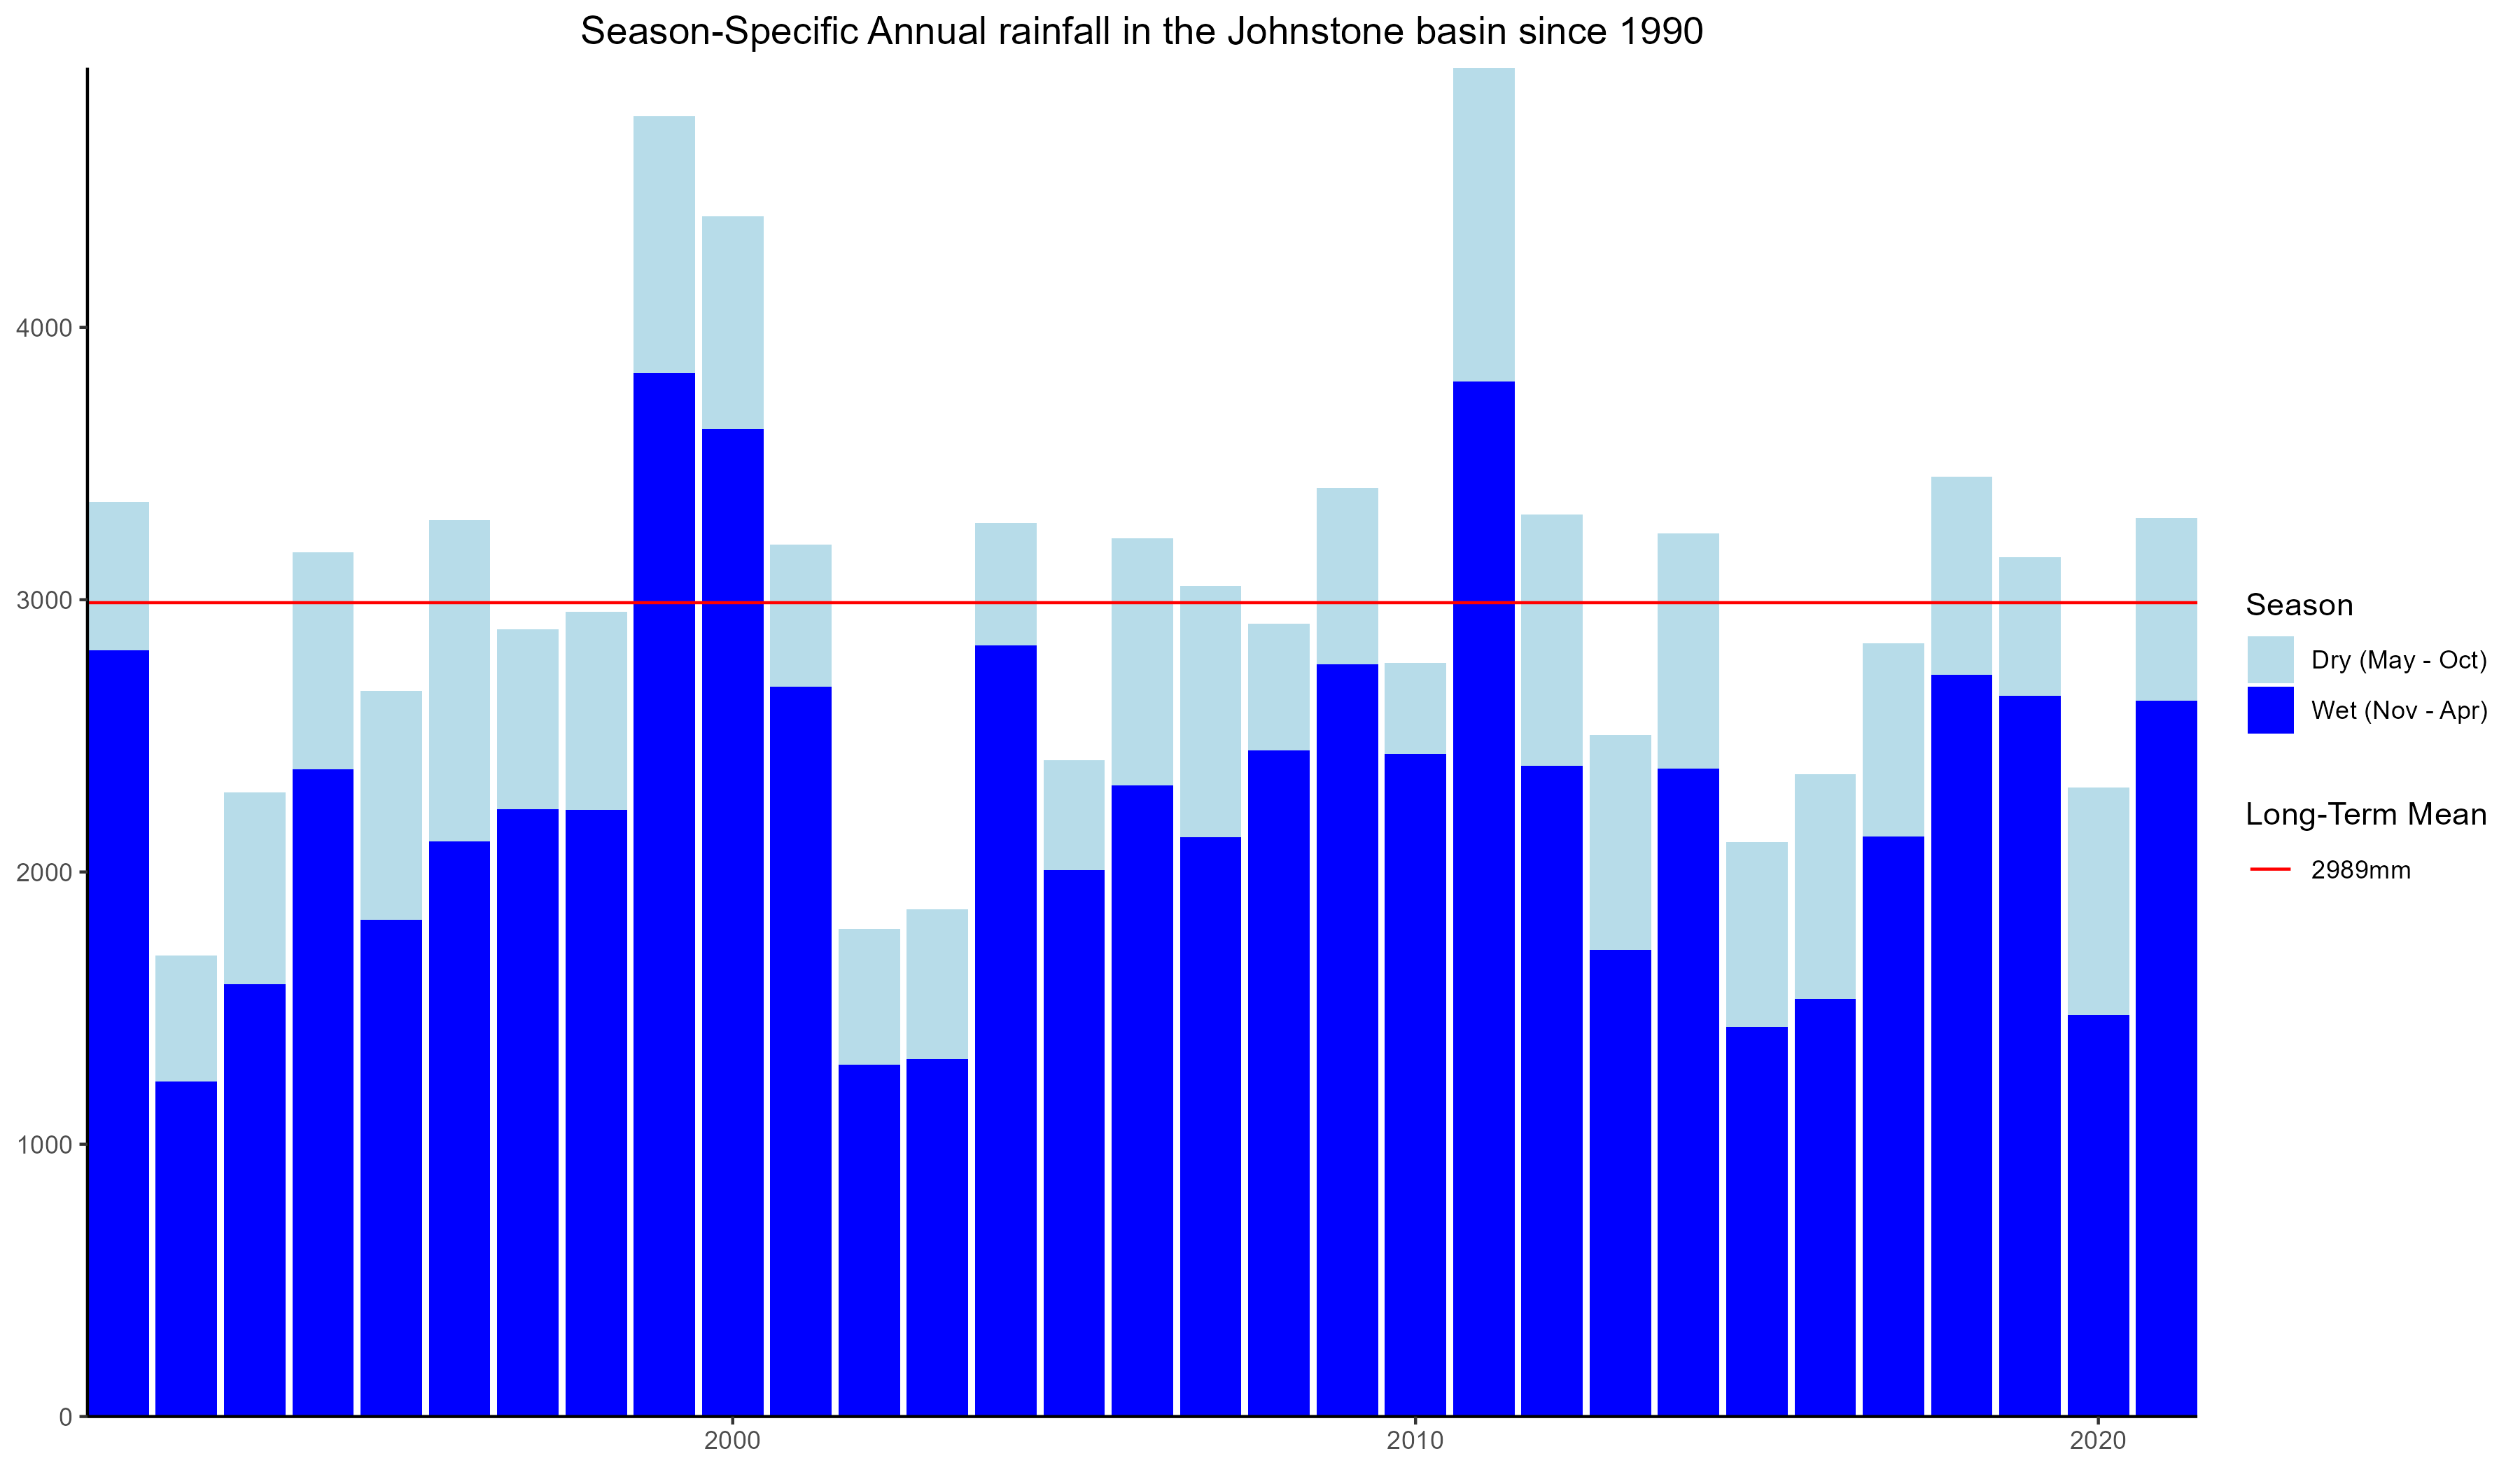 Season-Specific Annual rainfall in the Johnstone basin since 1990
4000
3000
2000
1000
0
2000
2010
2020
Season
Dry (May - Oct)
Wet (Nov - Apr)
Long-Term Mean
2989mm